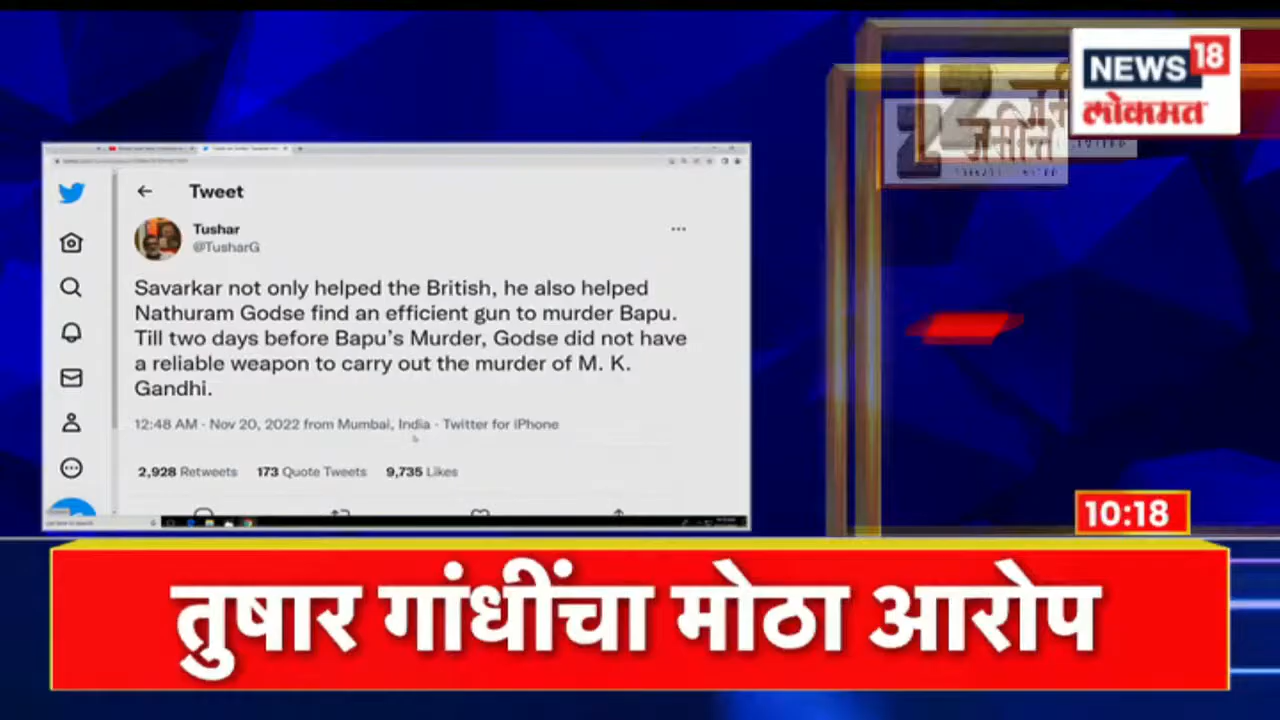 NEWS 18
लोकमत
Tweet
Tushar
@TusharG
Savarkar not only helped the British, he also helped
Nathuram Godse find an efficient gun to murder Bapu.
Till two days before Bapu's Murder, Godse did not have
a reliable weapon to carry out the murder of M. K.
Gandhi.
12:48 AM · Nov 20, 2022 from Mumbai, India · Twitter for iPhone
2,928 Retweets 173 Quote Tweets 9,735 Likes
10:18
तुषार गांधींचा मोठा आरोप